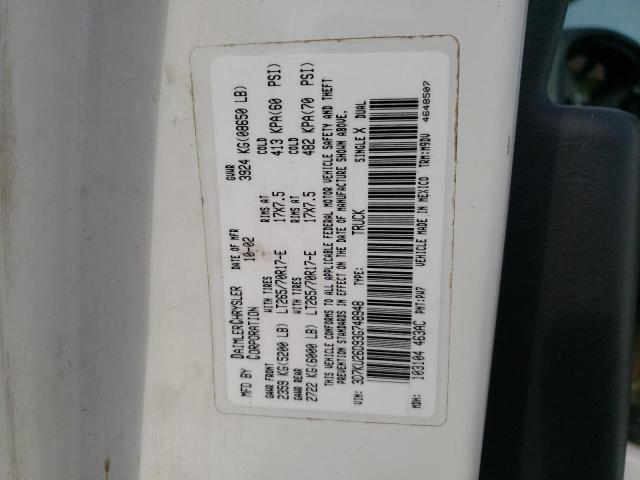 MFD BY DAIMLERCHRYSLER CORPORATION DATE OF MFR 10-02 GVWR 3924 KG(08650 LB)
GAWR FRONT WITH TIRES RIMS AT COLD
2359 KG(5200 LB) LT265/70R17-E 17X7.5 413 KPA(60 PSI)
GAWR REAR WITH TIRES RIMS AT COLD
2722 KG(6000 LB) LT265/70R17-E 17X7.5 482 KPA(70 PSI)
THIS VEHICLE CONFORMS TO ALL APPLICABLE FEDERAL MOTOR VEHICLE SAFETY AND THEFT
PREVENTION STANDARDS IN EFFECT ON THE DATE OF MANUFACTURE SHOWN ABOVE.
VIN: 3D7KU26D93G748948 TRUCK SINGLE X DUAL
MDH: 103104 463AC PNT: PW7 VEHICLE MADE IN MEXICO TRM: M9DV
4648507